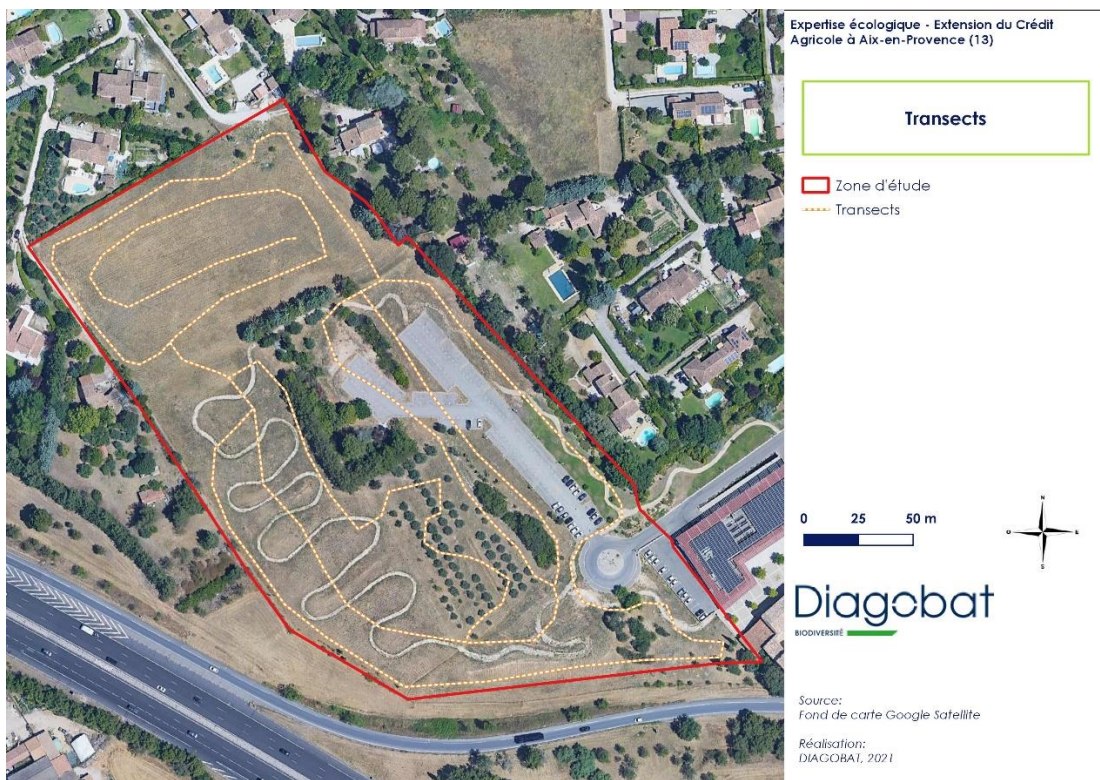 Expertise écologique - Extension du Crédit
Agricole à Aix-en-Provence (13)
Transects
Zone d'étude
Transects
0 25 50 m
N
O E
S
Diagobat
BIODIVERSITÉ
Source:
Fond de carte Google Satellite
Réalisation:
DIAGOBAT, 2021